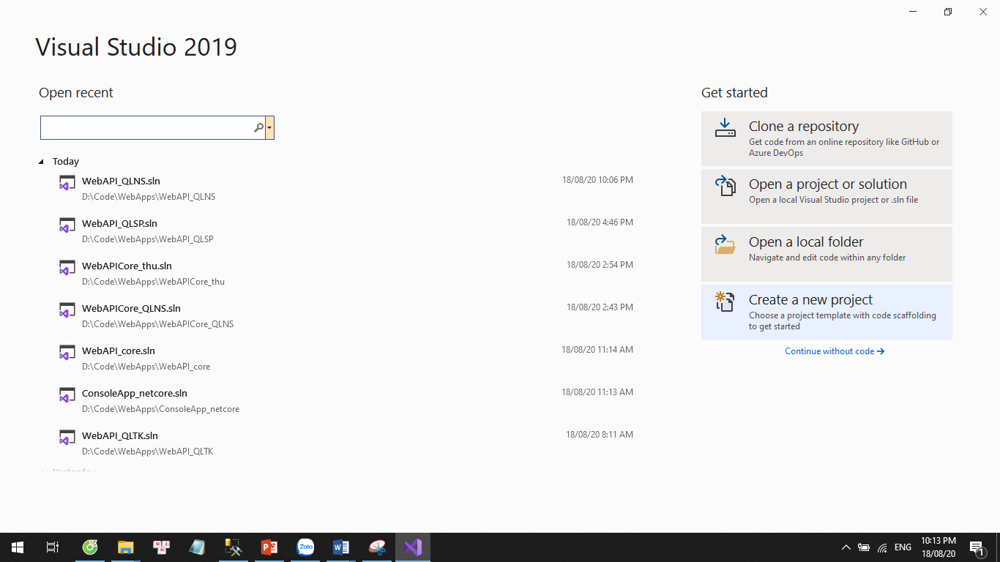 Visual Studio 2019
Open recent
Today
WebAPI_QLNS.sln
18/08/20 10:06 PM
D:\Code\WebApps\WebAPI_QLNS
WebAPI_QLSP.sln
18/08/20 4:46 PM
D:\Code\WebApps\WebAPI_QLSP
WebAPICore_thu.sln
18/08/20 2:54 PM
D:\Code\WebApps\WebAPICore_thu
WebAPICore_QLNS.sln
18/08/20 2:43 PM
D:\Code\WebApps\WebAPICore_QLNS
WebAPI_core.sln
18/08/20 11:14 AM
D:\Code\WebApps\WebAPI_core
ConsoleApp_netcore.sln
18/08/20 11:13 AM
D:\Code\WebApps\ConsoleApp_netcore
WebAPI_QLTK.sln
18/08/20 8:11 AM
D:\Code\WebApps\WebAPI_QLTK
Yesterday
Get started
Clone a repository
Get code from an online repository like GitHub or
Azure DevOps
Open a project or solution
Open a local Visual Studio project or .sln file
Open a local folder
Navigate and edit code within any folder
Create a new project
Choose a project template with code scaffolding
to get started
Continue without code
Zalo
ENG
10:13 PM
18/08/20
1